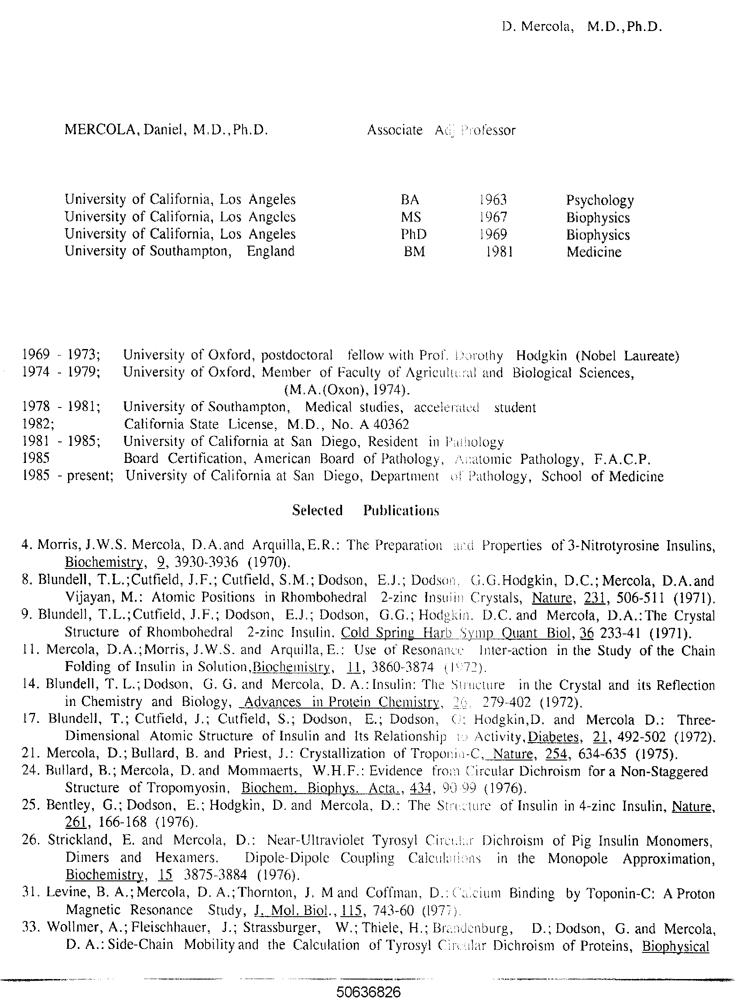 D. Mercola, M.D.,Ph.D.
MERCOLA, Daniel, M.D.,Ph.D. Associate Adj Professor
University of California, Los Angeles BA 1963 Psychology
University of California, Los Angeles MS 1967 Biophysics
University of California, Los Angeles PhD 1969 Biophysics
University of Southampton, England BM 1981 Medicine
1969 - 1973; University of Oxford, postdoctoral fellow with Prof. Dorothy Hodgkin (Nobel Laureate)
1974 - 1979; University of Oxford, Member of Faculty of Agricultural and Biological Sciences,
(M.A.(Oxon), 1974).
1978 - 1981; University of Southampton, Medical studies, accelerated student
1982; California State License, M.D., No. A 40362
1981 - 1985; University of California at San Diego, Resident in Pathology
1985 Board Certification, American Board of Pathology, Anatomic Pathology, F.A.C.P.
1985 - present; University of California at San Diego, Department of Pathology, School of Medicine
Selected Publications
4. Morris, J.W.S. Mercola, D.A.and Arquilla,E.R.: The Preparation and Properties of 3-Nitrotyrosine Insulins,
Biochemistry, 9, 3930-3936 (1970).
8. Blundell, T.L.;Cutfield, J.F.; Cutfield, S.M.; Dodson, E.J.; Dodson, G.G.Hodgkin, D.C.; Mercola, D.A.and
Vijayan, M.: Atomic Positions in Rhombohedral 2-zinc Insulin Crystals, Nature, 231, 506-511 (1971).
9. Blundell, T.L.;Cutfield, J.F.; Dodson, E.J.; Dodson, G.G.; Hodgkin. D.C. and Mercola, D.A.:The Crystal
Structure of Rhombohedral 2-zinc Insulin. Cold Spring Harb Symp Quant Biol, 36 233-41 (1971).
11. Mercola, D.A.;Morris, J.W.S. and Arquilla, E.: Use of Resonance Inter-action in the Study of the Chain
Folding of Insulin in Solution,Biochemistry, 11, 3860-3874 (1972).
14. Blundell, T. L.;Dodson, G. G. and Mercola, D. A.:Insulin: The Structure in the Crystal and its Reflection
in Chemistry and Biology, Advances in Protein Chemistry, 26, 279-402 (1972).
17. Blundell, T.; Cutfield, J.; Cutfield, S.; Dodson, E.; Dodson, G; Hodgkin,D. and Mercola D.: Three-
Dimensional Atomic Structure of Insulin and Its Relationship to Activity,Diabetes, 21, 492-502 (1972).
21. Mercola, D.; Bullard, B. and Priest, J.: Crystallization of Troponin-C, Nature, 254, 634-635 (1975).
24. Bullard, B.; Mercola, D. and Mommaerts, W.H.F.: Evidence from Circular Dichroism for a Non-Staggered
Structure of Tropomyosin, Biochem. Biophys. Acta., 434, 90-99 (1976).
25. Bentley, G.; Dodson, E.; Hodgkin, D. and Mercola, D.: The Structure of Insulin in 4-zinc Insulin, Nature,
261, 166-168 (1976).
26. Strickland, E. and Mercola, D.: Near-Ultraviolet Tyrosyl Circular Dichroism of Pig Insulin Monomers,
Dimers and Hexamers. Dipole-Dipole Coupling Calculations in the Monopole Approximation,
Biochemistry, 15 3875-3884 (1976).
31. Levine, B. A.; Mercola, D. A.;Thornton, J. M and Coffman, D.: Calcium Binding by Toponin-C: A Proton
Magnetic Resonance Study, J. Mol. Biol., 115, 743-60 (1977).
33. Wollmer, A.; Fleischhauer, J.; Strassburger, W.; Thiele, H.; Brandenburg, D.; Dodson, G. and Mercola,
D. A.: Side-Chain Mobility and the Calculation of Tyrosyl Circular Dichroism of Proteins, Biophysical
50636826